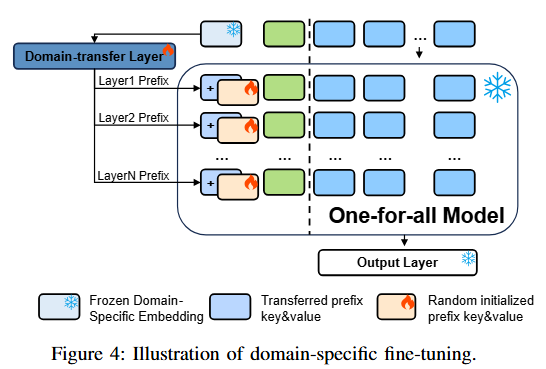 ...
Domain-transfer Layer
Layer1 Prefix
+
Layer2 Prefix
+
... ... ... ... ...
LayerN Prefix
+
One-for-all Model
Output Layer
Frozen Domain-
Specific Embedding
Transferred prefix
key&value
Random initialized
prefix key&value
Figure 4: Illustration of domain-specific fine-tuning.